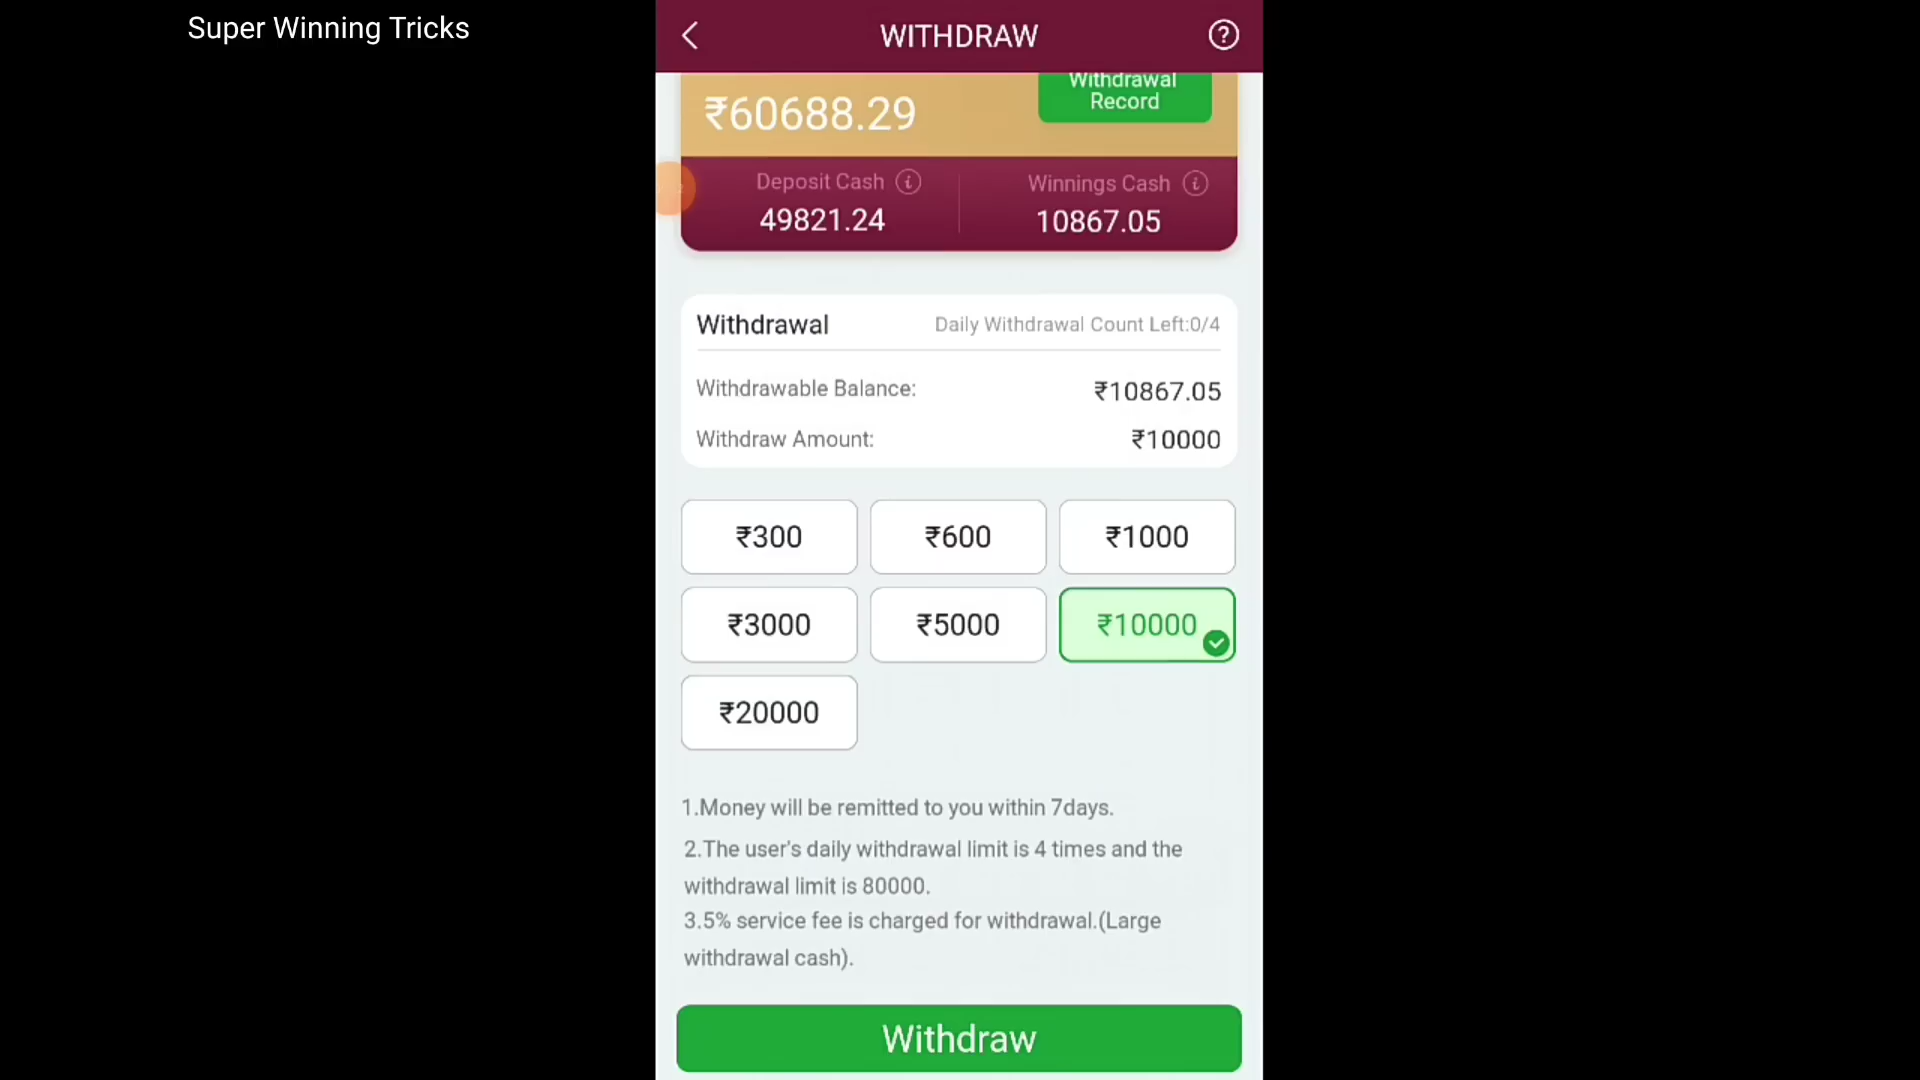 Super Winning Tricks
WITHDRAW
Withdrawal
Record
₹60688.29
Deposit Cash
Winnings Cash
49821.24
10867.05
Withdrawal
Daily Withdrawal Count Left:0/4
Withdrawable Balance:
₹10867.05
Withdraw Amount:
₹10000
₹300
₹600
₹1000
₹3000
₹5000
₹10000
₹20000
1.Money will be remitted to you within 7days.
2.The user's daily withdrawal limit is 4 times and the
withdrawal limit is 80000.
3.5% service fee is charged for withdrawal.(Large
withdrawal cash).
Withdraw